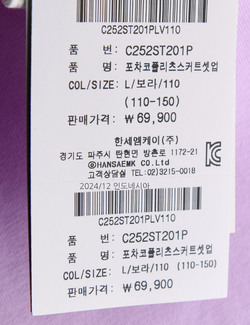 C252ST201PLV110
품 번: C252ST201P
품 명: 포차코플리츠스커트셋업
COL/SIZE: L/보라/110
(110-150)
판매가격: ₩69,900
한세엠케이(주)
경기도 파주시 탄현면 방촌로 1172-21
ⓗHANSAEMK CO.Ltd
고객상담실 TEL:02)3215-0018
2024/12 인도네시아
C252ST201PLV110
품 번: C252ST201P
품 명: 포차코플리츠스커트셋업
COL/SIZE: L/보라/110 (110-150)
판매가격: ₩69,900